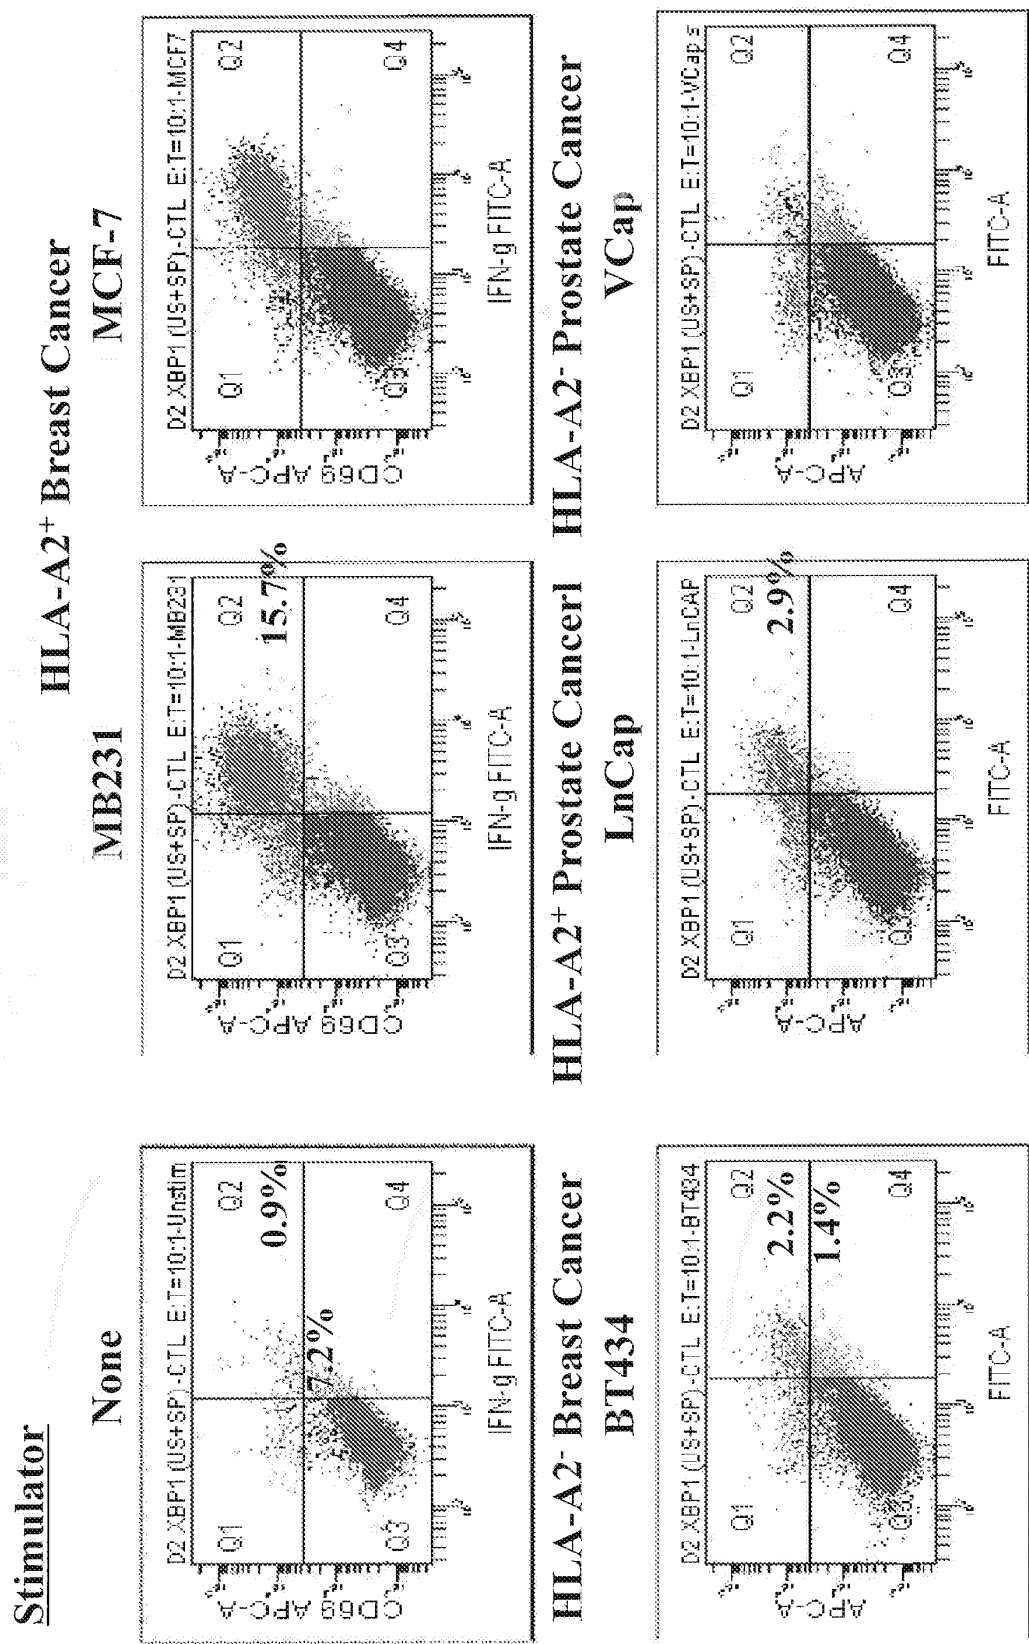 Stimulator
HLA-A2+ Breast Cancer
None
MB231
MCF-7
D2 XBP1 (US+SP)-CTL E:T=10:1-Unstim
Q1
Q2
0.9%
7.2%
Q3
Q4
CD69 APC-A
IFN-g FITC-A
D2 XBP1 (US+SP)-CTL E:T=10:1-MB231
Q1
Q2
15.7%
Q3
Q4
CD69 APC-A
IFN-g FITC-A
D2 XBP1 (US+SP)-CTL E:T=10:1-MCF7
Q1
Q2
Q3
Q4
CD69 APC-A
IFN-g FITC-A
HLA-A2- Breast Cancer
HLA-A2+ Prostate Cancerl
HLA-A2- Prostate Cancer
BT434
LnCap
VCap
D2 XBP1 (US+SP)-CTL E:T=10:1-BT434
Q1
Q2
2.2%
1.4%
Q3
Q4
APC-A
FITC-A
D2 XBP1 (US+SP)-CTL E:T=10:1-LnCAP
Q1
Q2
2.9%
Q3
Q4
APC-A
FITC-A
D2 XBP1 (US+SP)-CTL E:T=10:1-VCap s
Q1
Q2
Q3
Q4
APC-A
FITC-A